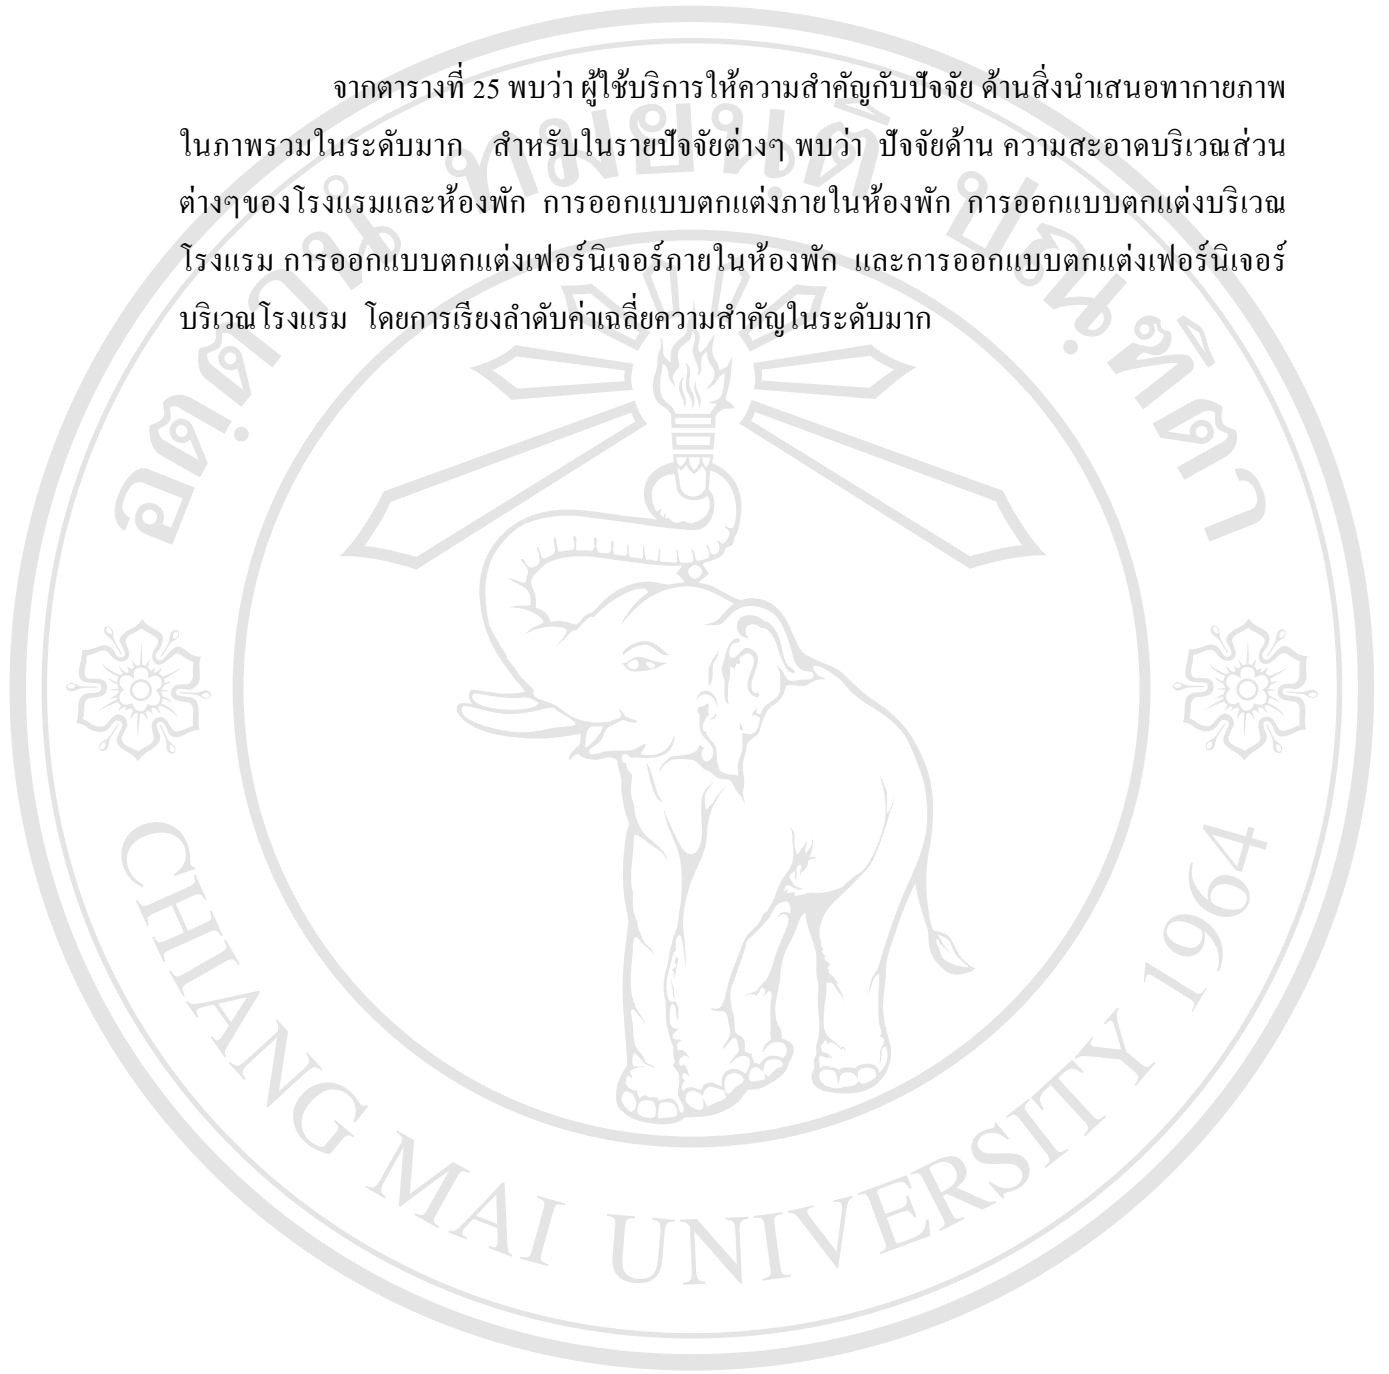 จากตารางที่ 25 พบว่า ผู้ใช้บริการให้ความสำคัญกับปัจจัย ด้านสิ่งนำเสนอทากายภาพ
ในภาพรวมในระดับมาก สำหรับในรายปัจจัยต่างๆ พบว่า ปัจจัยด้าน ความสะอาดบริเวณส่วน
ต่างๆของโรงแรมและห้องพัก การออกแบบตกแต่งภายในห้องพัก การออกแบบตกแต่งบริเวณ
โรงแรม การออกแบบตกแต่งเฟอร์นิเจอร์ภายในห้องพัก และการออกแบบตกแต่งเฟอร์นิเจอร์
บริเวณโรงแรม โดยการเรียงลำดับค่าเฉลี่ยความสำคัญในระดับมาก
อตฺตานํ ทมยนฺติ ปณฺฑิตา
CHIANG MAI UNIVERSITY 1964